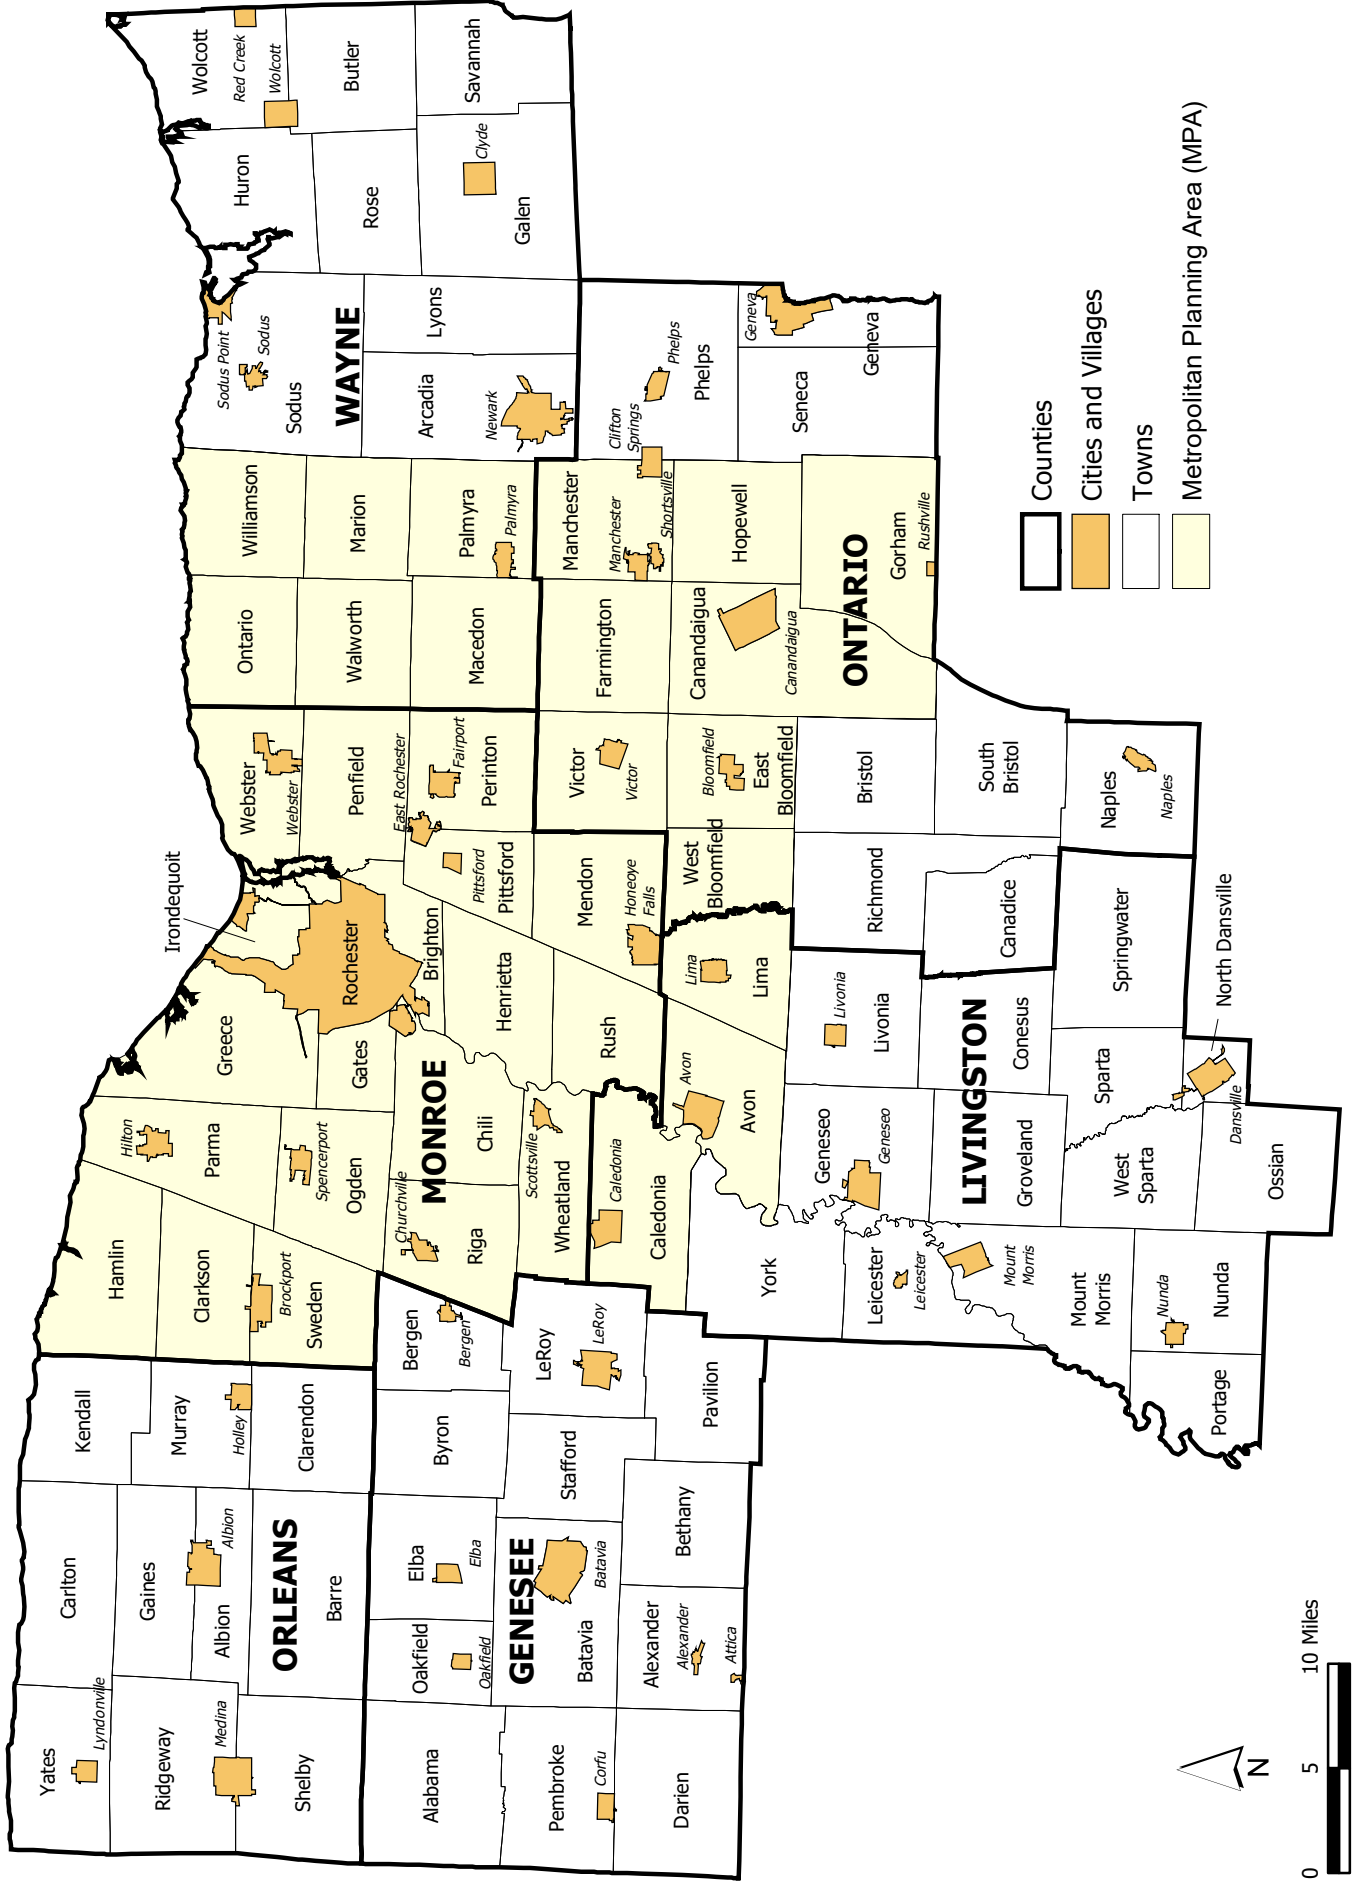 Yates
Lyndonville
Carlton
Kendall
Hamlin
Hilton
Parma
Greece
Irondequoit
Webster
Webster
Ontario
Williamson
Sodus Point
Sodus
Sodus
Huron
Wolcott
Red Creek
Wolcott
Ridgeway
Medina
Gaines
Albion
Albion
Murray
Holley
Clarkson
Brockport
Sweden
Spencerport
Ogden
Gates
Rochester
Penfield
East Rochester
Walworth
Marion
WAYNE
Rose
Butler
Shelby
ORLEANS
Barre
Clarendon
MONROE
Churchville
Riga
Chili
Brighton
Henrietta
Pittsford
Pittsford
Fairport
Perinton
Macedon
Palmyra
Palmyra
Arcadia
Newark
Lyons
Galen
Clyde
Savannah
Alabama
Oakfield
Oakfield
Elba
Elba
Byron
Bergen
Bergen
Scottsville
Wheatland
Rush
Mendon
Honeoye
Falls
Victor
Victor
Farmington
Manchester
Manchester
Shortsville
Clifton
Springs
Phelps
Phelps
Pembroke
Corfu
GENESEE
Batavia
Batavia
Stafford
LeRoy
LeRoy
Caledonia
Caledonia
Avon
Avon
Lima
Lima
West
Bloomfield
Bloomfield
East
Bloomfield
Canandaigua
Canandaigua
Hopewell
Seneca
Geneva
Geneva
Darien
Alexander
Alexander
Attica
Bethany
Pavilion
York
Geneseo
Geneseo
Livonia
Livonia
Richmond
Bristol
ONTARIO
Gorham
Rushville
Leicester
Leicester
LIVINGSTON
Groveland
Conesus
Canadice
South
Bristol
Mount
Morris
Mount
Morris
West
Sparta
Sparta
Springwater
Naples
Naples
Portage
Nunda
Nunda
Ossian
Dansville
North Dansville
Counties
Cities and Villages
Towns
Metropolitan Planning Area (MPA)
N
0 5 10 Miles